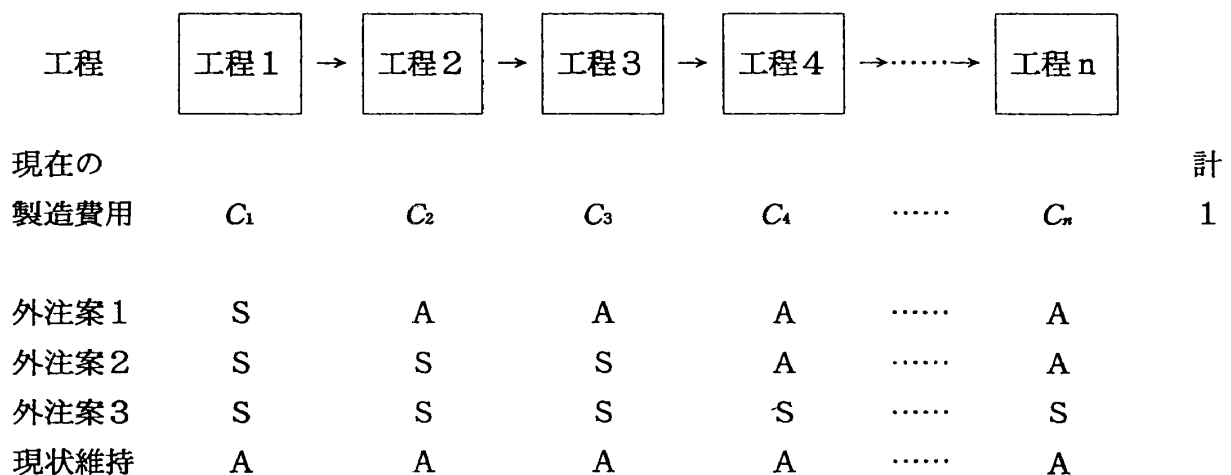 工程 工程1 → 工程2 → 工程3 → 工程4 →……→ 工程n
現在の 計
製造費用 C₁ C₂ C₃ C₄ …… Cₙ 1
外注案1 S A A A …… A
外注案2 S S S A …… A
外注案3 S S S S …… S
現状維持 A A A A …… A